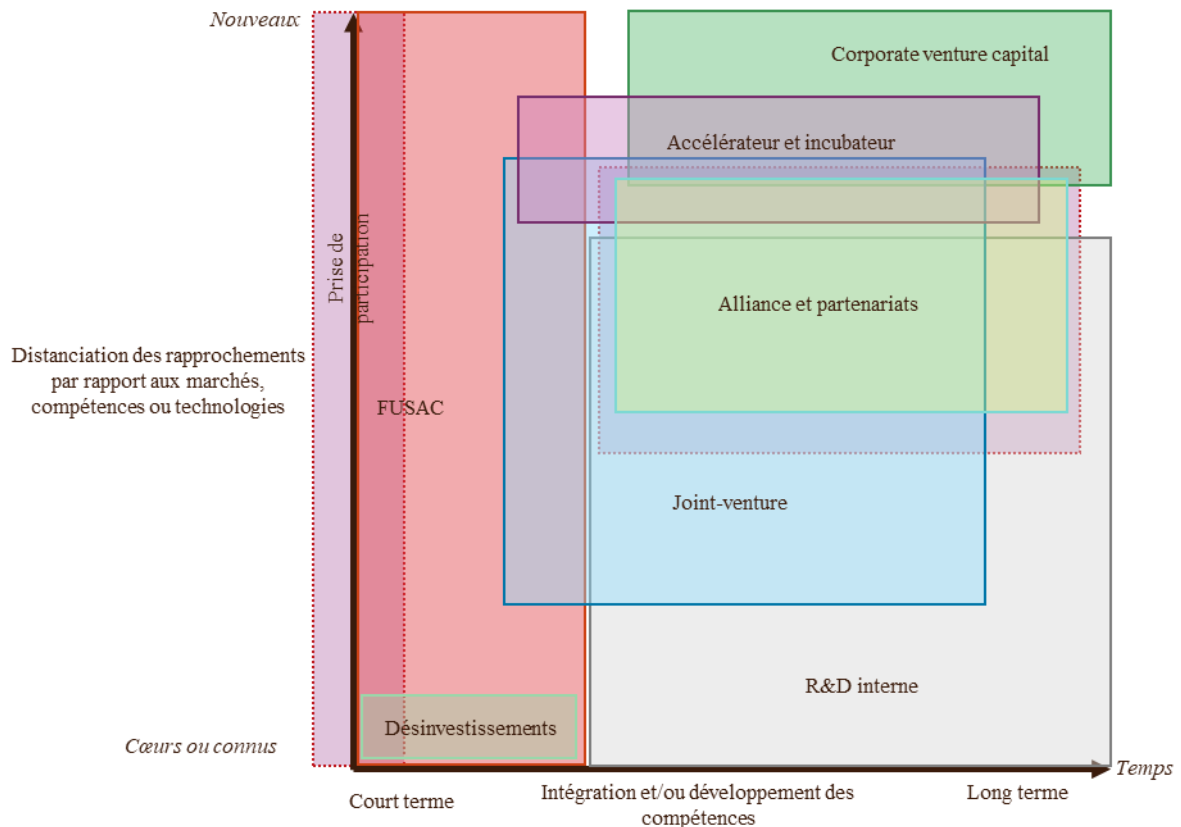 Nouveaux
Corporate venture capital
Accélérateur et incubateur
Prise de
participation
Alliance et partenariats
Distanciation des rapprochements
par rapport aux marchés,
compétences ou technologies
FUSAC
Joint-venture
R&D interne
Désinvestissements
Cœurs ou connus
Temps
Court terme
Intégration et/ou développement des
compétences
Long terme